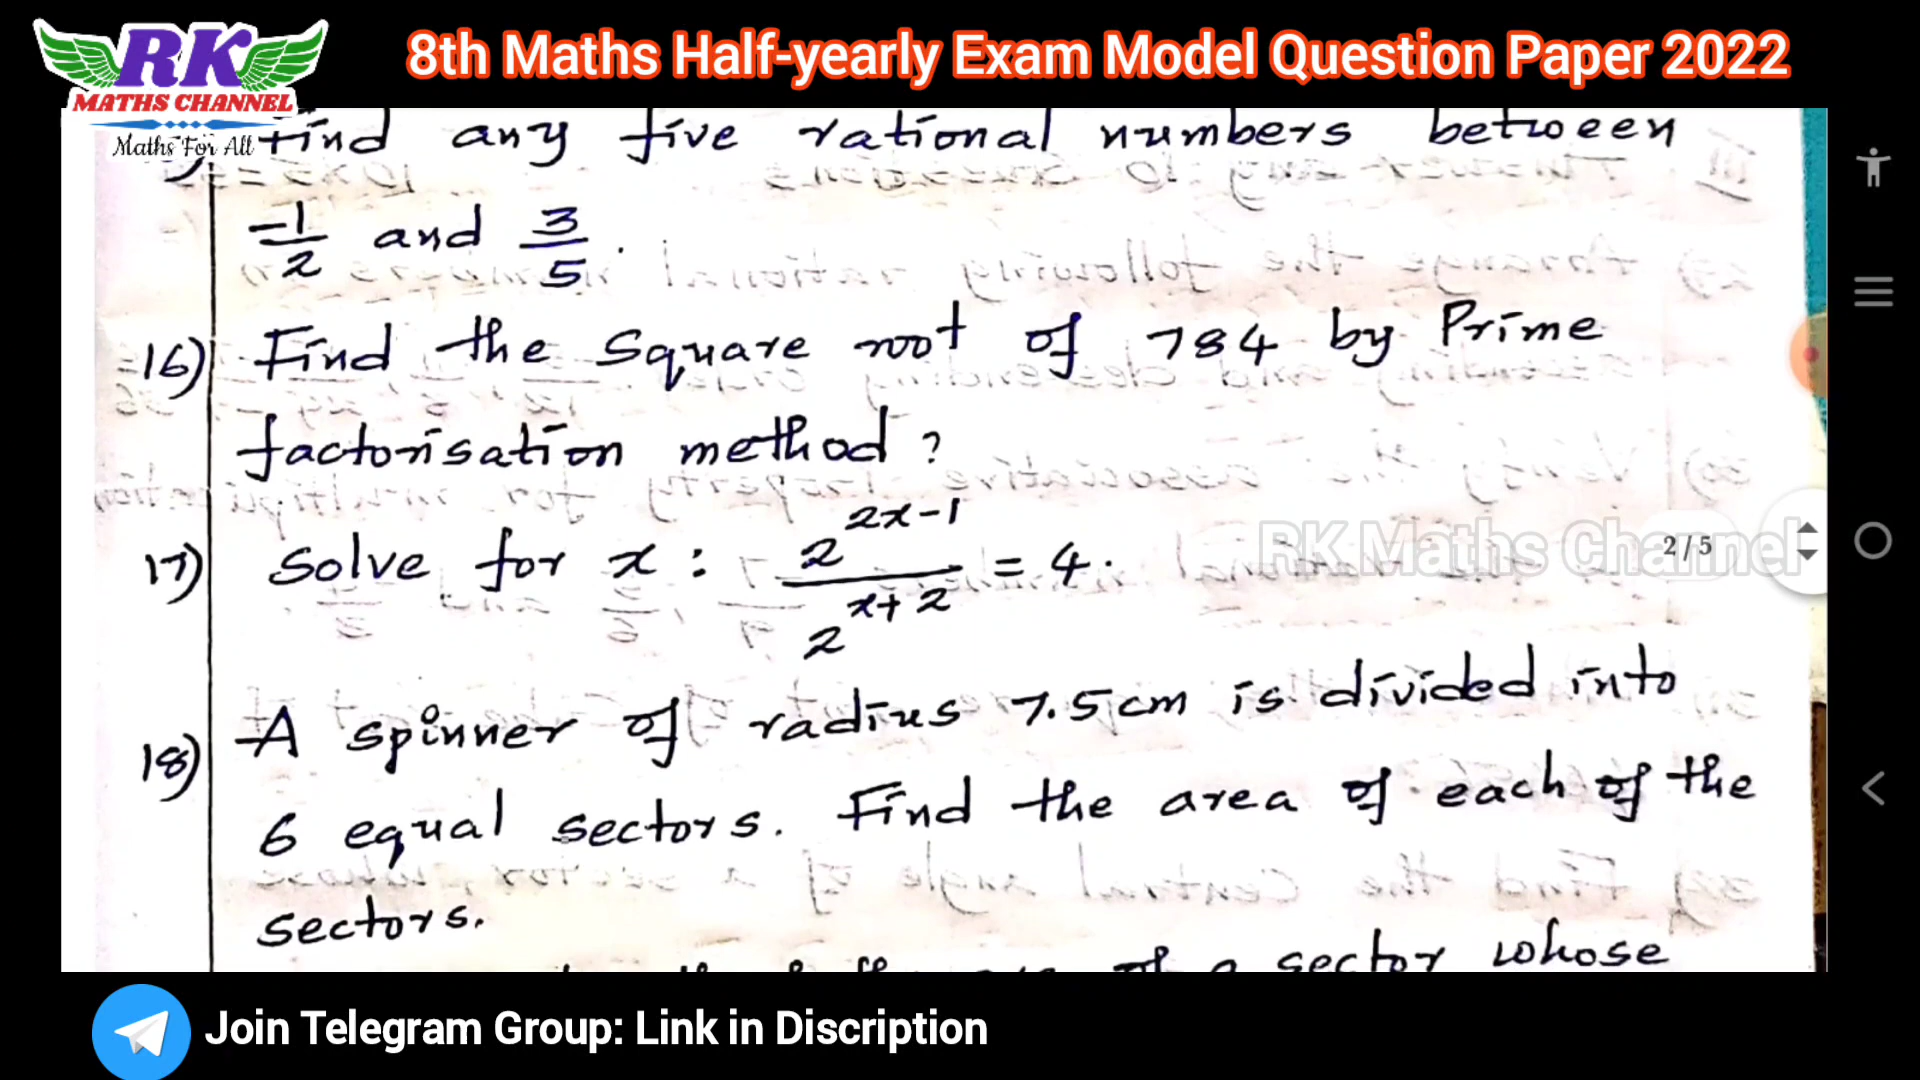 RK
MATHS CHANNEL
Maths For All
8th Maths Half-yearly Exam Model Question Paper 2022
Find any five rational numbers between
-1/2 and 3/5.
16) Find the Square root of 784 by Prime
factorisation method?
17) Solve for x : 2^(2x-1) / 2^(x+2) = 4.
RK Maths Channel
2/5
18) A spinner of radius 7.5cm is divided into
6 equal sectors. Find the area of each of the
sectors.
of a sector whose
Join Telegram Group: Link in Discription